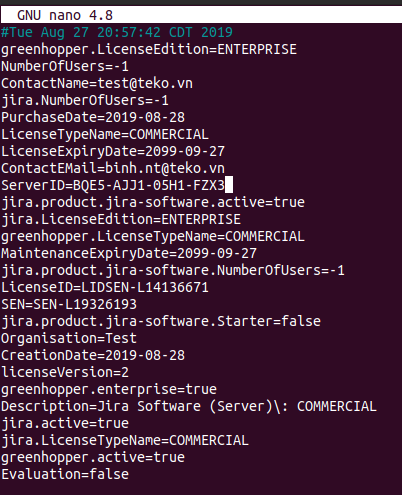 GNU nano 4.8
#Tue Aug 27 20:57:42 CDT 2019
greenhopper.LicenseEdition=ENTERPRISE
NumberOfUsers=-1
ContactName=test@teko.vn
jira.NumberOfUsers=-1
PurchaseDate=2019-08-28
LicenseTypeName=COMMERCIAL
LicenseExpiryDate=2099-09-27
ContactEMail=binh.nt@teko.vn
ServerID=BQE5-AJJ1-05H1-FZX3
jira.product.jira-software.active=true
jira.LicenseEdition=ENTERPRISE
greenhopper.LicenseTypeName=COMMERCIAL
MaintenanceExpiryDate=2099-09-27
jira.product.jira-software.NumberOfUsers=-1
LicenseID=LIDSEN-L14136671
SEN=SEN-L19326193
jira.product.jira-software.Starter=false
Organisation=Test
CreationDate=2019-08-28
licenseVersion=2
greenhopper.enterprise=true
Description=Jira Software (Server)\: COMMERCIAL
jira.active=true
jira.LicenseTypeName=COMMERCIAL
greenhopper.active=true
Evaluation=false